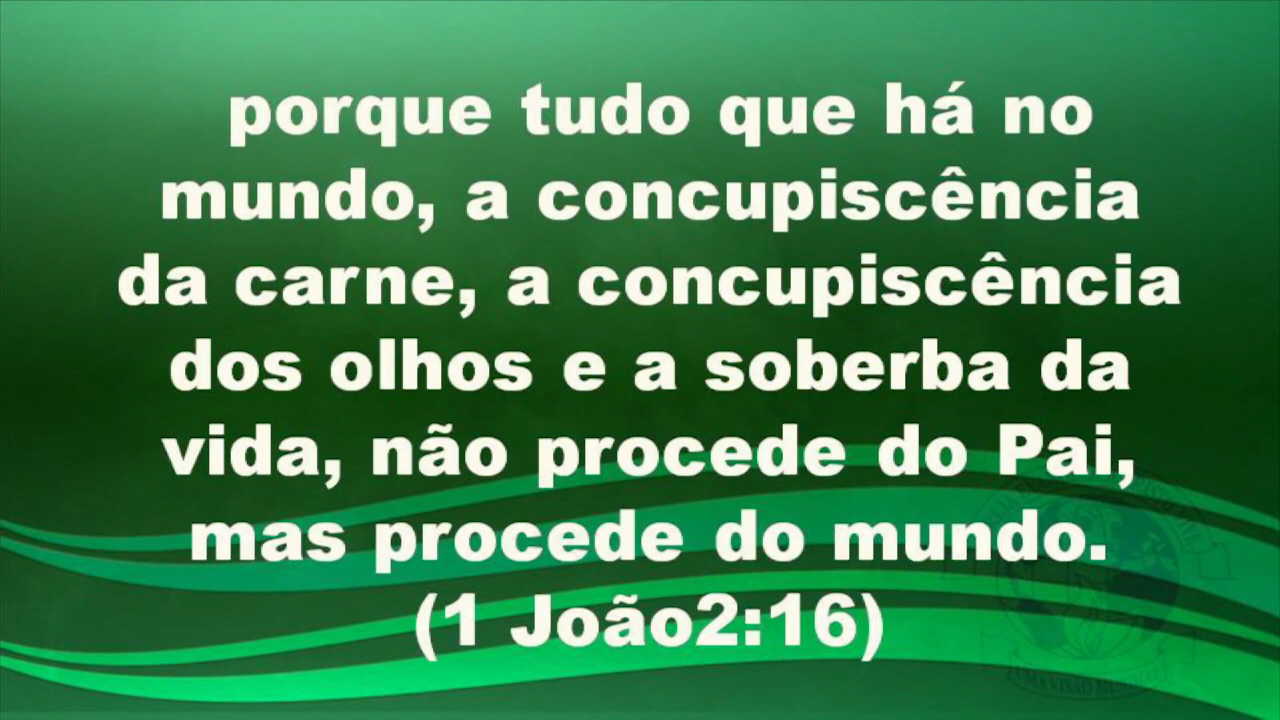 porque tudo que há no
mundo, a concupiscência
da carne, a concupiscência
dos olhos e a soberba da
vida, não procede do Pai,
mas procede do mundo.
(1 João2:16)